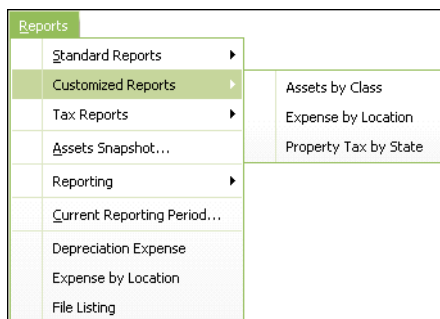 Reports
Standard Reports
Customized Reports
Tax Reports
Assets Snapshot...
Reporting
Current Reporting Period...
Depreciation Expense
Expense by Location
File Listing
Assets by Class
Expense by Location
Property Tax by State